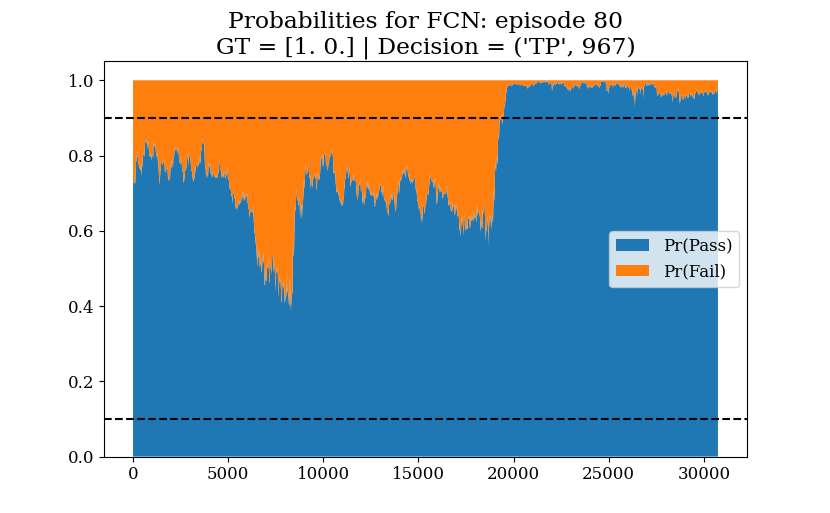 Probabilities for FCN: episode 80
GT = [1. 0.] | Decision = ('TP', 967)
1.0
0.8
0.6
0.4
0.2
0.0
Pr(Pass)
Pr(Fail)
0 5000 10000 15000 20000 25000 30000